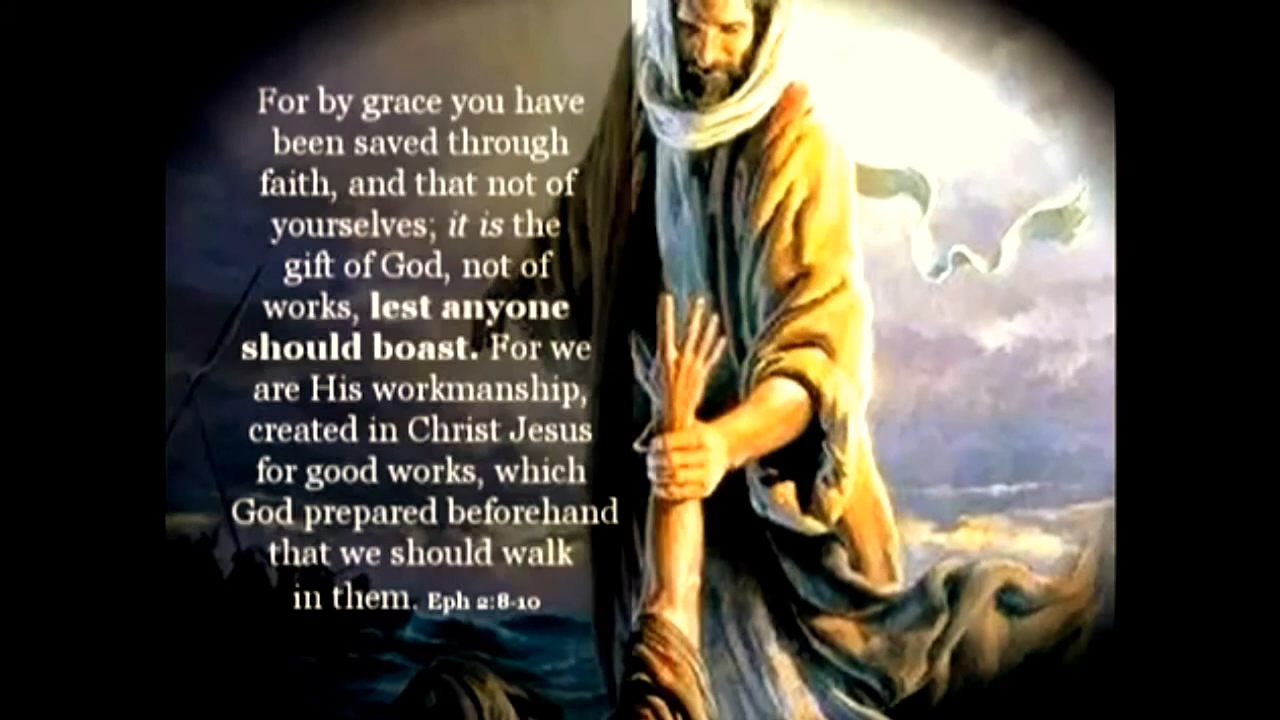 For by grace you have
been saved through
faith, and that not of
yourselves; it is the
gift of God, not of
works, lest anyone
should boast. For we
are His workmanship,
created in Christ Jesus
for good works, which
God prepared beforehand
that we should walk
in them. Eph 2:8-10